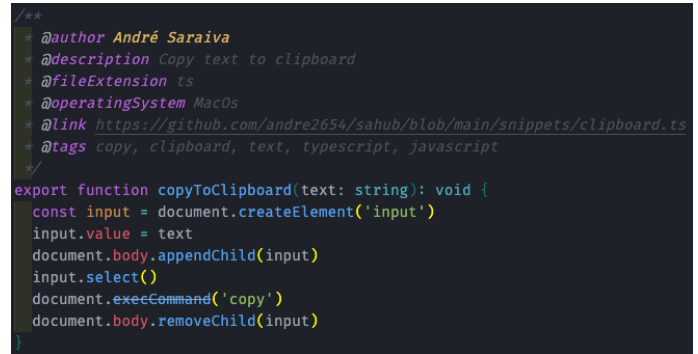 /**
 * @author André Saraiva
 * @description Copy text to clipboard
 * @fileExtension ts
 * @operatingSystem MacOs
 * @link https://github.com/andre2654/sahub/blob/main/snippets/clipboard.ts
 * @tags copy, clipboard, text, typescript, javascript
 */
export function copyToClipboard(text: string): void {
  const input = document.createElement('input')
  input.value = text
  document.body.appendChild(input)
  input.select()
  document.execCommand('copy')
  document.body.removeChild(input)
}